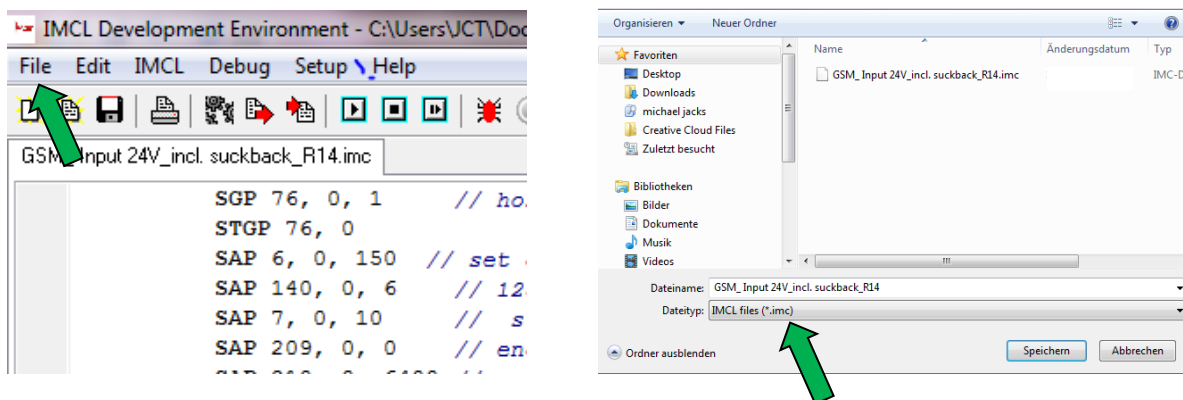 IMCL Development Environment - C:\Users\JCT\Doc
File Edit IMCL Debug Setup Help
GSM_Input 24V_incl. suckback_R14.imc
SGP 76, 0, 1 // ho
STGP 76, 0
SAP 6, 0, 150 // set
SAP 140, 0, 6 // 12
SAP 7, 0, 10 // s
SAP 209, 0, 0 // en
Organisieren Neuer Ordner
Favoriten
Desktop
Downloads
michael jacks
Creative Cloud Files
Zuletzt besucht
Bibliotheken
Bilder
Dokumente
Musik
Videos
Name Änderungsdatum Typ
GSM_ Input 24V_incl. suckback_R14.imc IMC-D
Dateiname: GSM_ Input 24V_incl. suckback_R14
Dateityp: IMCL files (*.imc)
Ordner ausblenden Speichern Abbrechen